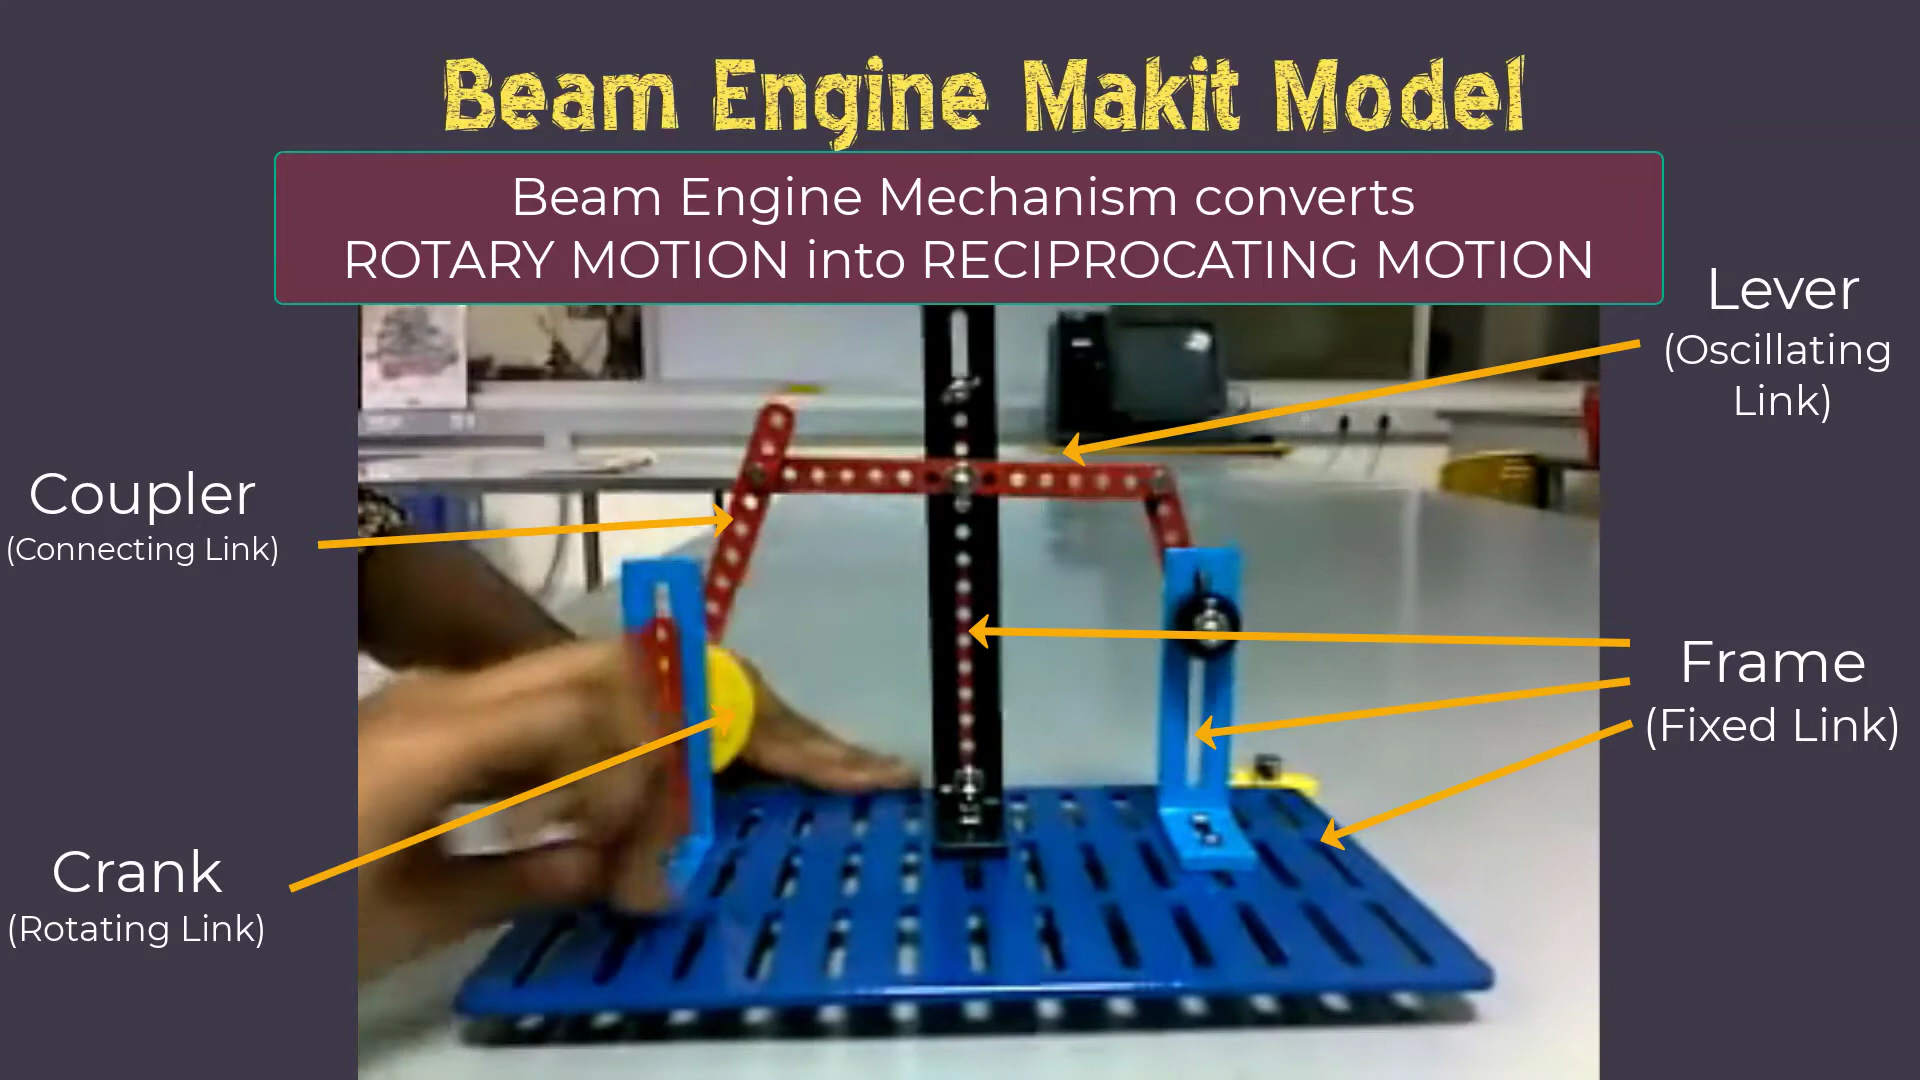 Beam Engine Makit Model
Beam Engine Mechanism converts
ROTARY MOTION into RECIPROCATING MOTION
Lever
(Oscillating
Link)
Coupler
(Connecting Link)
Frame
(Fixed Link)
Crank
(Rotating Link)